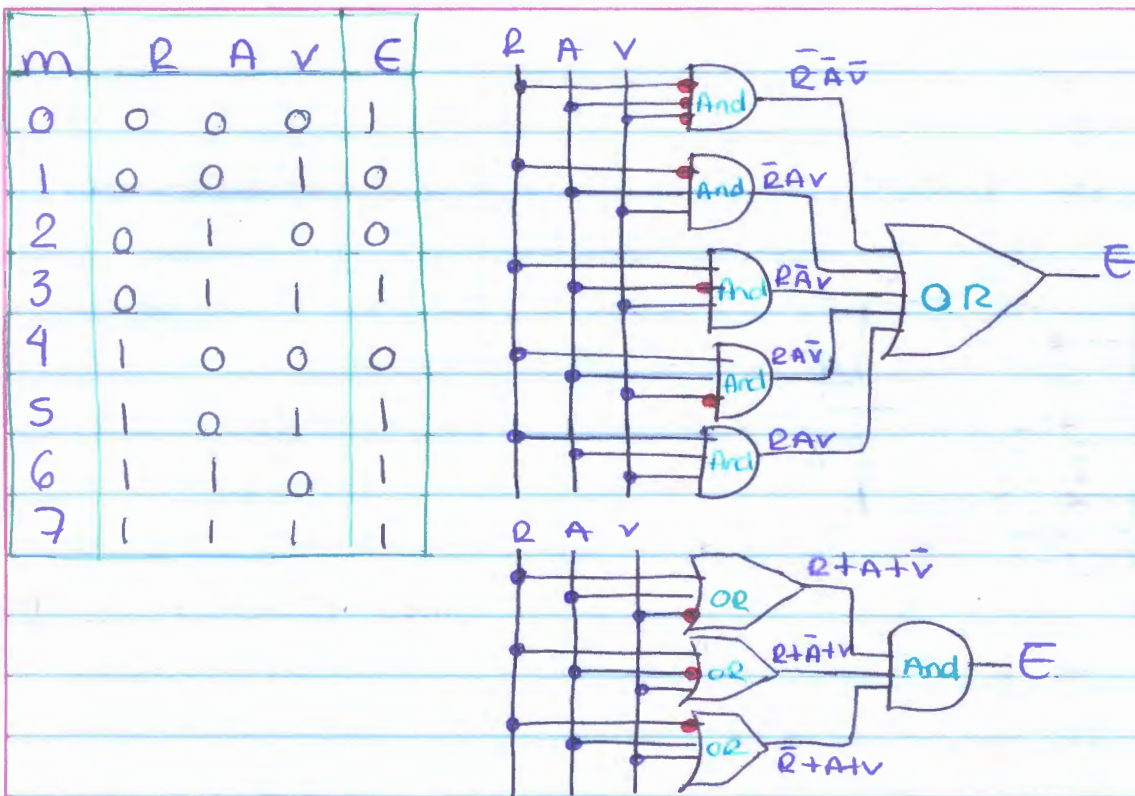 m R A V E
0 0 0 0 1
1 0 0 1 0
2 0 1 0 0
3 0 1 1 1
4 1 0 0 0
5 1 0 1 1
6 1 1 0 1
7 1 1 1 1
R A V
And R̅A̅V̅
And R̅AV
And RA̅V
And RAV̅
And RAV
OR E
R A V
OR R+A+V̅
OR R+A̅+V
OR R̅+A+V
And E